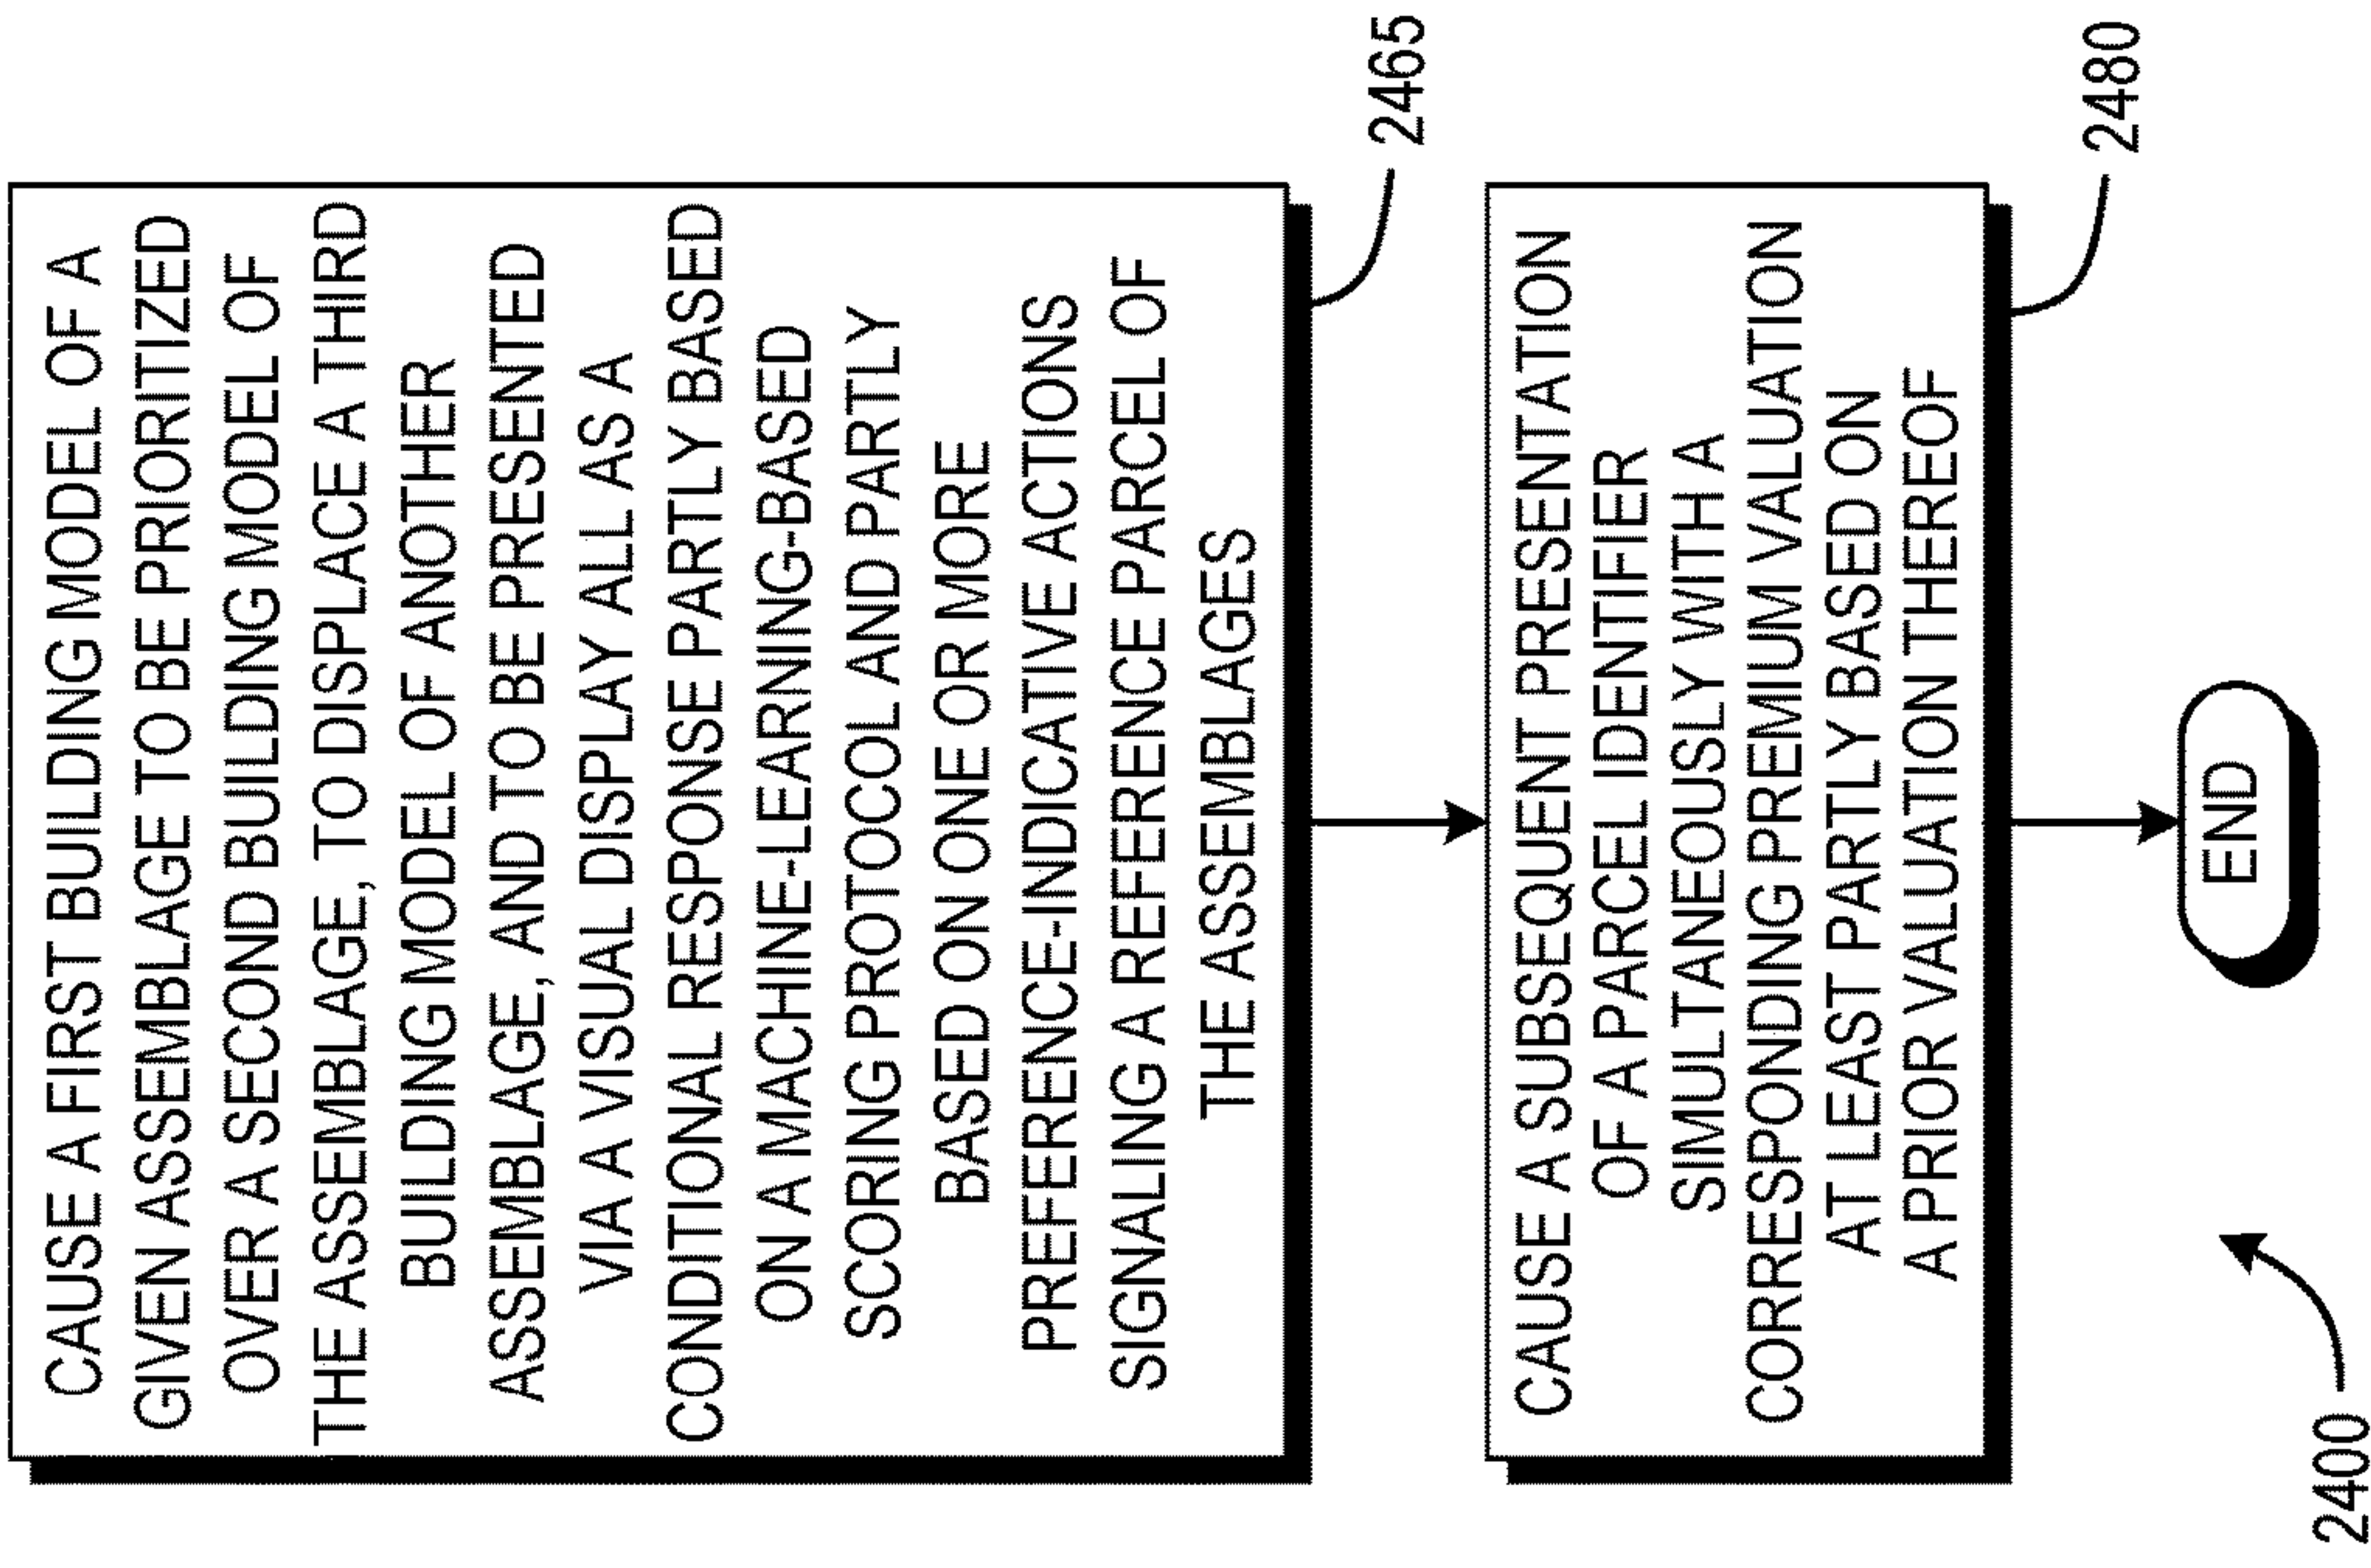 CAUSE A FIRST BUILDING MODEL OF A
GIVEN ASSEMBLAGE TO BE PRIORITIZED
OVER A SECOND BUILDING MODEL OF
THE ASSEMBLAGE, TO DISPLACE A THIRD
BUILDING MODEL OF ANOTHER
ASSEMBLAGE, AND TO BE PRESENTED
VIA A VISUAL DISPLAY ALL AS A
CONDITIONAL RESPONSE PARTLY BASED
ON A MACHINE-LEARNING-BASED
SCORING PROTOCOL AND PARTLY
BASED ON ONE OR MORE
PREFERENCE-INDICATIVE ACTIONS
SIGNALING A REFERENCE PARCEL OF
THE ASSEMBLAGES
2465
CAUSE A SUBSEQUENT PRESENTATION
OF A PARCEL IDENTIFIER
SIMULTANEOUSLY WITH A
CORRESPONDING PREMIUM VALUATION
AT LEAST PARTLY BASED ON
A PRIOR VALUATION THEREOF
2480
END
2400